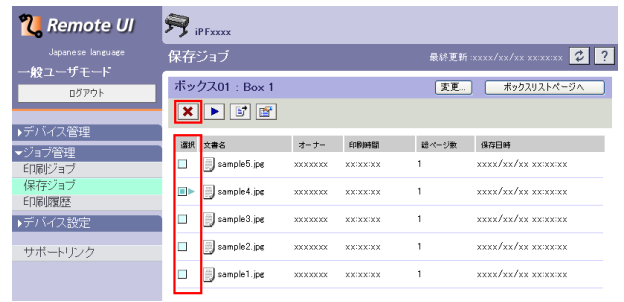 Remote UI
Japanese language
一般ユーザモード
ログアウト
▶デバイス管理
▼ジョブ管理
印刷ジョブ
保存ジョブ
印刷履歴
▶デバイス設定
サポートリンク
iPFxxxx
保存ジョブ
最終更新 :xxxx/xx/xx xx:xx:xx
?
ボックス01 : Box 1
変更...
ボックスリストページへ
選択 文書名 オーナー 印刷時間 総ページ数 保存日時
sample5.jpg xxxxxxx xx:xx:xx 1 xxxx/xx/xx xx:xx:xx
sample4.jpg xxxxxxx xx:xx:xx 1 xxxx/xx/xx xx:xx:xx
sample3.jpg xxxxxxx xx:xx:xx 1 xxxx/xx/xx xx:xx:xx
sample2.jpg xxxxxxx xx:xx:xx 1 xxxx/xx/xx xx:xx:xx
sample1.jpg xxxxxxx xx:xx:xx 1 xxxx/xx/xx xx:xx:xx